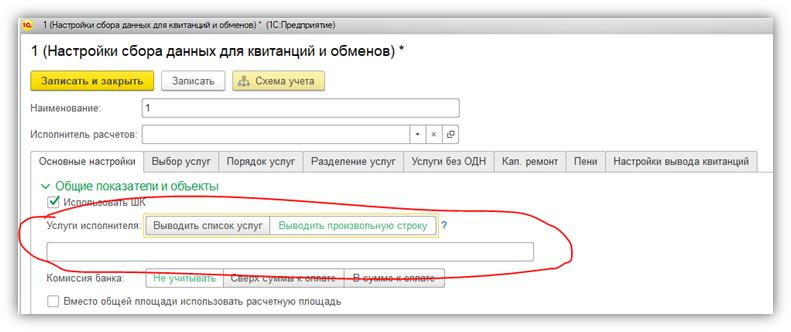 1С 1 (Настройки сбора данных для квитанций и обменов) * (1С:Предприятие)
1 (Настройки сбора данных для квитанций и обменов) *
Записать и закрыть Записать Схема учета
Наименование: 1
Исполнитель расчетов:
Основные настройки Выбор услуг Порядок услуг Разделение услуг Услуги без ОДН Кап. ремонт Пени Настройки вывода квитанций
Общие показатели и объекты
Использовать ШК
Услуги исполнителя: Выводить список услуг Выводить произвольную строку ?
Комиссия банка: Не учитывать Сверх суммы к оплате В сумме к оплате
Вместо общей площади использовать расчетную площадь